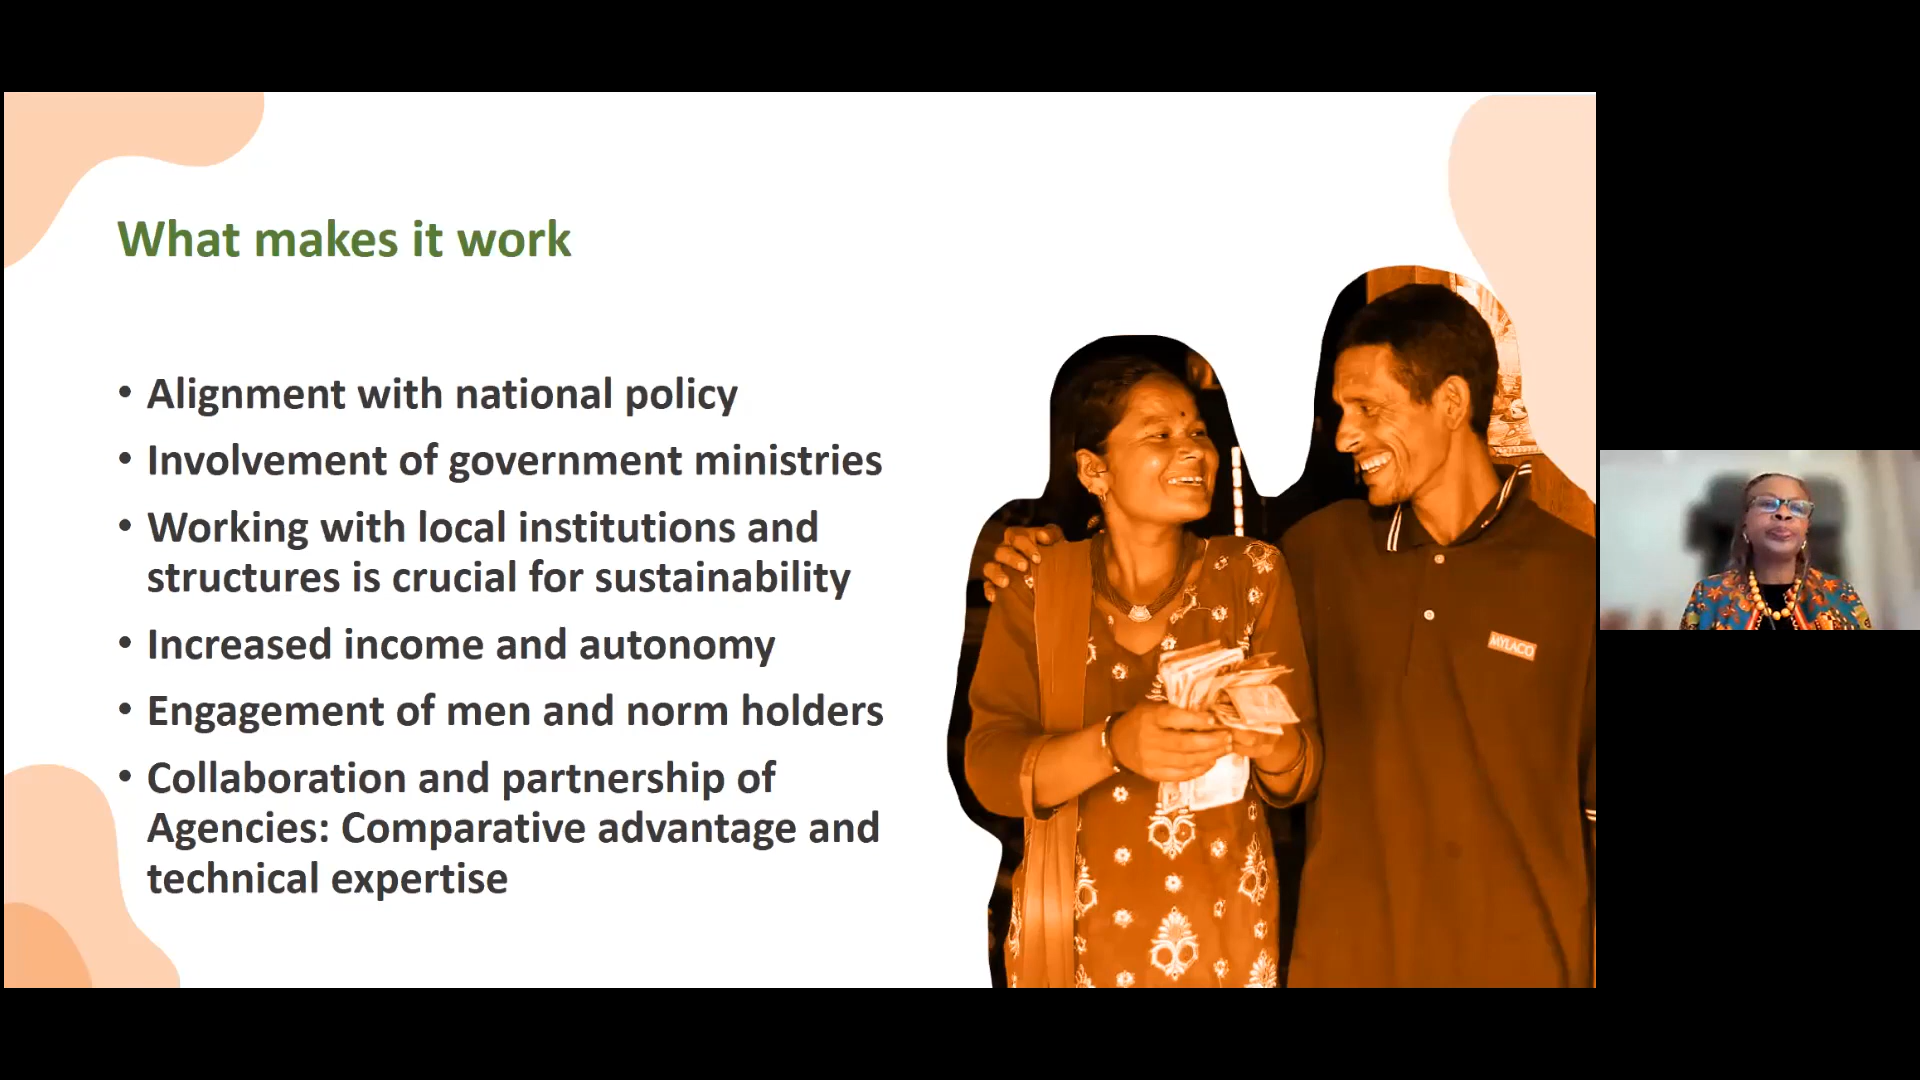 What makes it work
• Alignment with national policy
• Involvement of government ministries
• Working with local institutions and
structures is crucial for sustainability
• Increased income and autonomy
• Engagement of men and norm holders
• Collaboration and partnership of
Agencies: Comparative advantage and
technical expertise
MYLACO